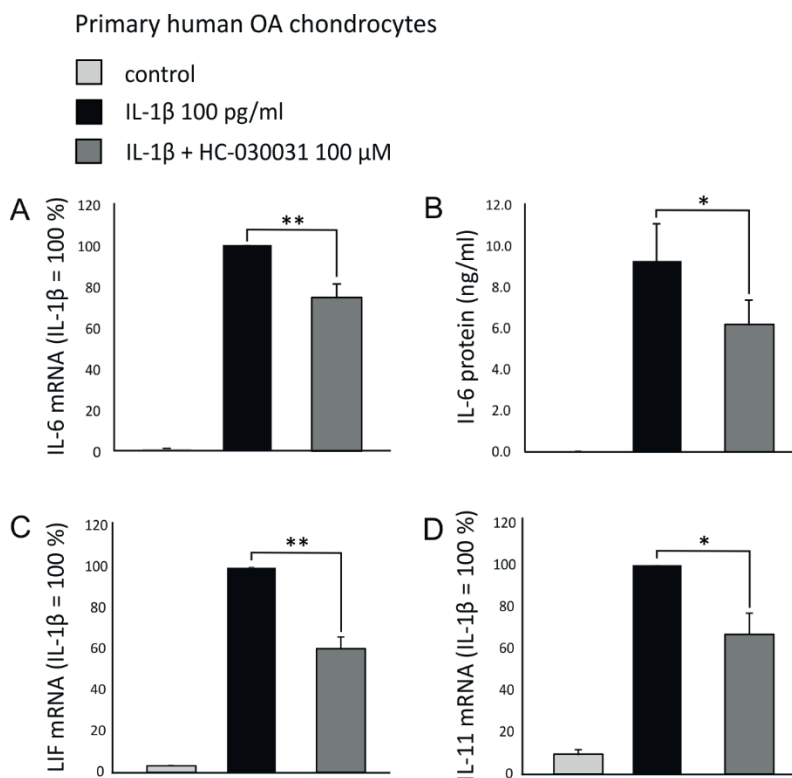 Primary human OA chondrocytes
control
IL-1β 100 pg/ml
IL-1β + HC-030031 100 µM
A
IL-6 mRNA (IL-1β = 100 %)
120
100
80
60
40
20
0
**
B
IL-6 protein (ng/ml)
12.0
10.0
8.0
6.0
4.0
2.0
0.0
*
C
LIF mRNA (IL-1β = 100 %)
120
100
80
60
40
20
0
**
D
IL-11 mRNA (IL-1β = 100 %)
120
100
80
60
40
20
0
*